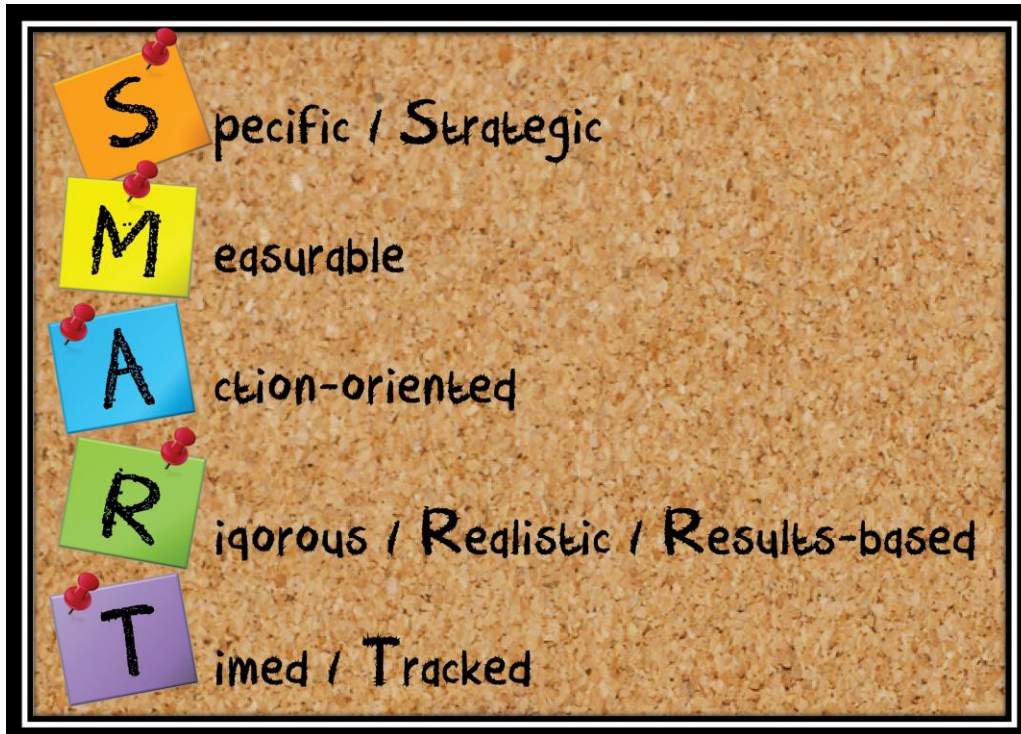 Specific / Strategic
Measurable
Action-oriented
Rigorous / Realistic / Results-based
Timed / Tracked